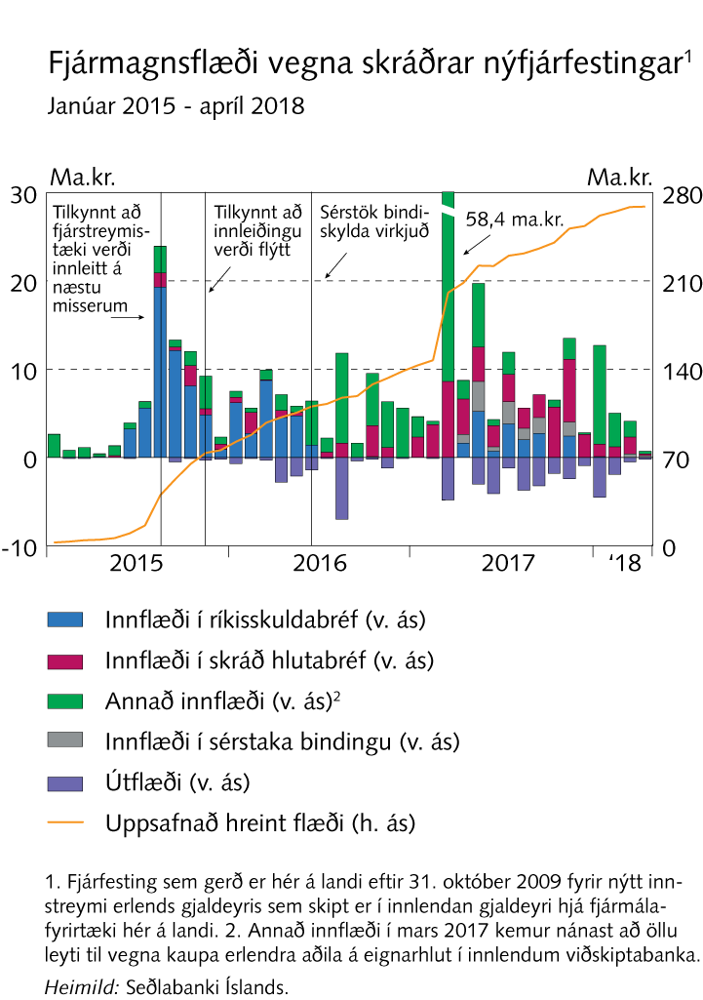 Fjármagnsflæði vegna skráðrar nýfjárfestingar1
Janúar 2015 - apríl 2018
Ma.kr.
Ma.kr.
30
280
Tilkynnt að
fjárstreymis-
tæki verði
innleitt á
næstu
misserum
Tilkynnt að
innleiðingu
verði flýtt
Sérstök bindi-
skylda virkjuð
58,4 ma.kr.
20
210
10
140
0
70
-10
0
2015
2016
2017
‘18
Innflæði í ríkisskuldabréf (v. ás)
Innflæði í skráð hlutabréf (v. ás)
Annað innflæði (v. ás)2
Innflæði í sérstaka bindingu (v. ás)
Útflæði (v. ás)
Uppsafnað hreint flæði (h. ás)
1. Fjárfesting sem gerð er hér á landi eftir 31. október 2009 fyrir nýtt inn-
streymi erlends gjaldeyris sem skipt er í innlendan gjaldeyri hjá fjármála-
fyrirtæki hér á landi. 2. Annað innflæði í mars 2017 kemur nánast að öllu
leyti til vegna kaupa erlendra aðila á eignarhlut í innlendum viðskiptabanka.
Heimild: Seðlabanki Íslands.